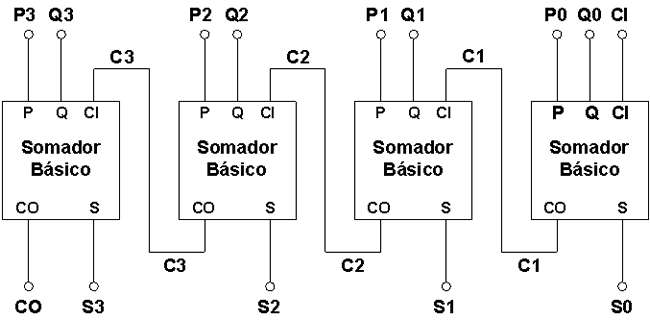 P3 Q3 P2 Q2 P1 Q1 P0 Q0 CI
C3 C2 C1
P Q CI P Q CI P Q CI P Q CI
Somador Somador Somador Somador
Básico Básico Básico Básico
CO S CO S CO S CO S
C3 C2 C1
CO S3 S2 S1 S0